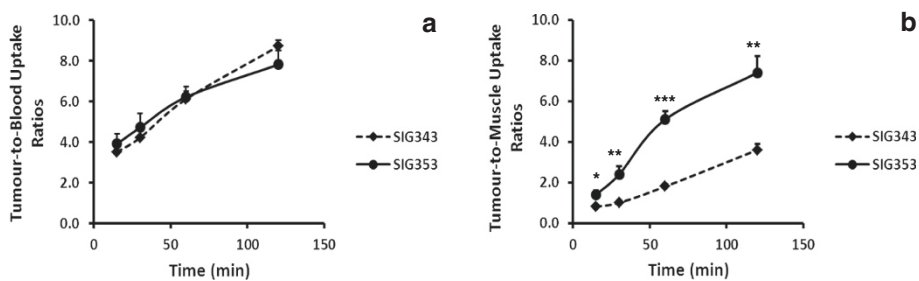 a
Tumour-to-Blood Uptake
Ratios
10.0
8.0
6.0
4.0
2.0
0.0
0
50
100
150
Time (min)
SIG343
SIG353
b
Tumour-to-Muscle Uptake
Ratios
10.0
8.0
6.0
4.0
2.0
0.0
*
**
***
**
0
50
100
150
Time (min)
SIG343
SIG353